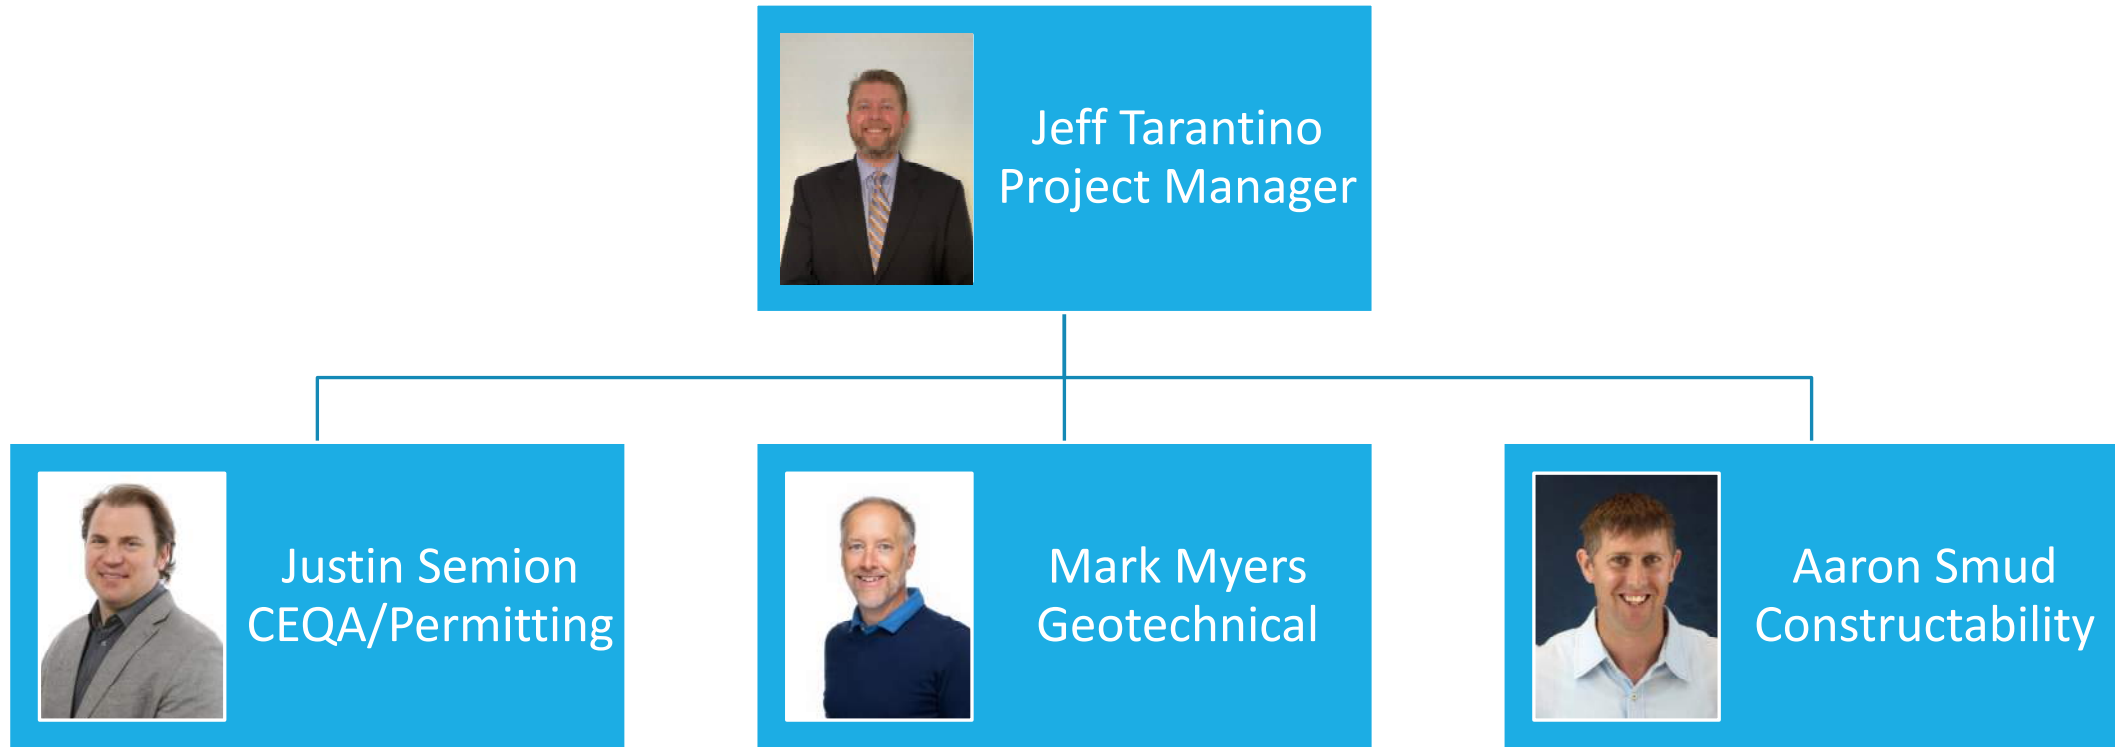 Jeff Tarantino
Project Manager
Justin Semion
CEQA/Permitting
Mark Myers
Geotechnical
Aaron Smud
Constructability